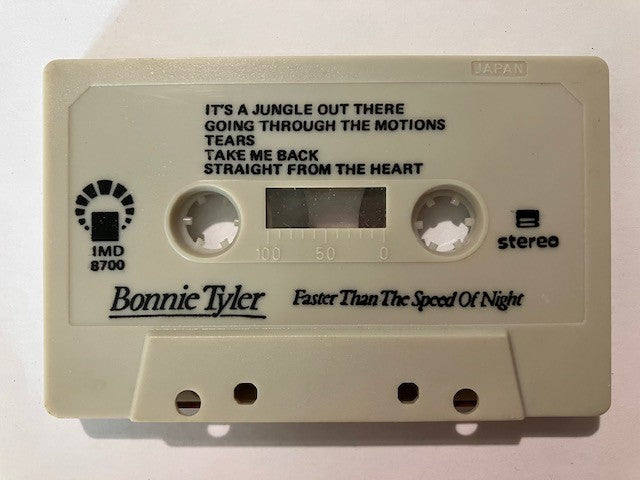 JAPAN
IT'S A JUNGLE OUT THERE
GOING THROUGH THE MOTIONS
TEARS
TAKE ME BACK
STRAIGHT FROM THE HEART
IMD
8700
100 50 0
B
stereo
Bonnie Tyler
Faster Than The Speed Of Night